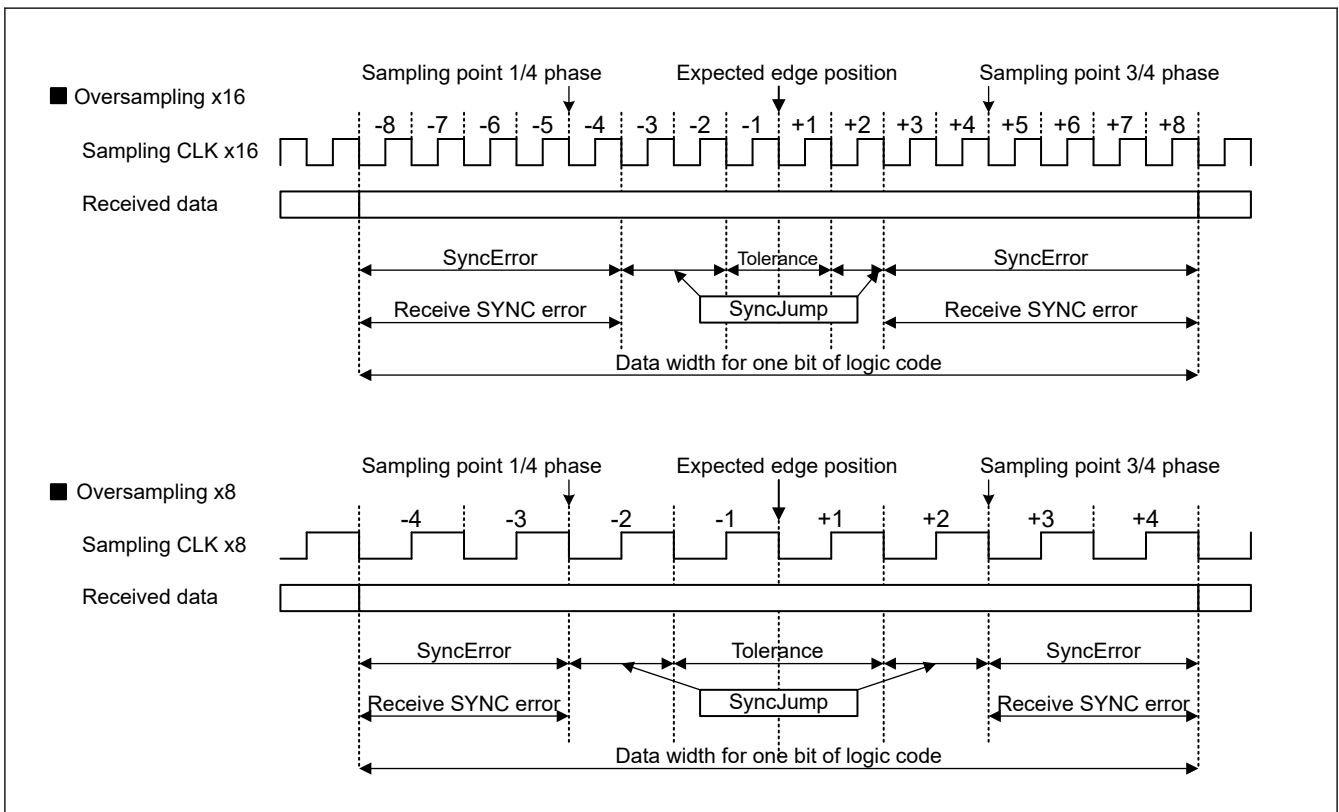 Sampling point 1/4 phase Expected edge position Sampling point 3/4 phase
Oversampling x16
-8 -7 -6 -5 -4 -3 -2 -1 +1 +2 +3 +4 +5 +6 +7 +8
Sampling CLK x16
Received data
SyncError Tolerance SyncError
Receive SYNC error SyncJump Receive SYNC error
Data width for one bit of logic code
Sampling point 1/4 phase Expected edge position Sampling point 3/4 phase
Oversampling x8
-4 -3 -2 -1 +1 +2 +3 +4
Sampling CLK x8
Received data
SyncError Tolerance SyncError
Receive SYNC error SyncJump Receive SYNC error
Data width for one bit of logic code